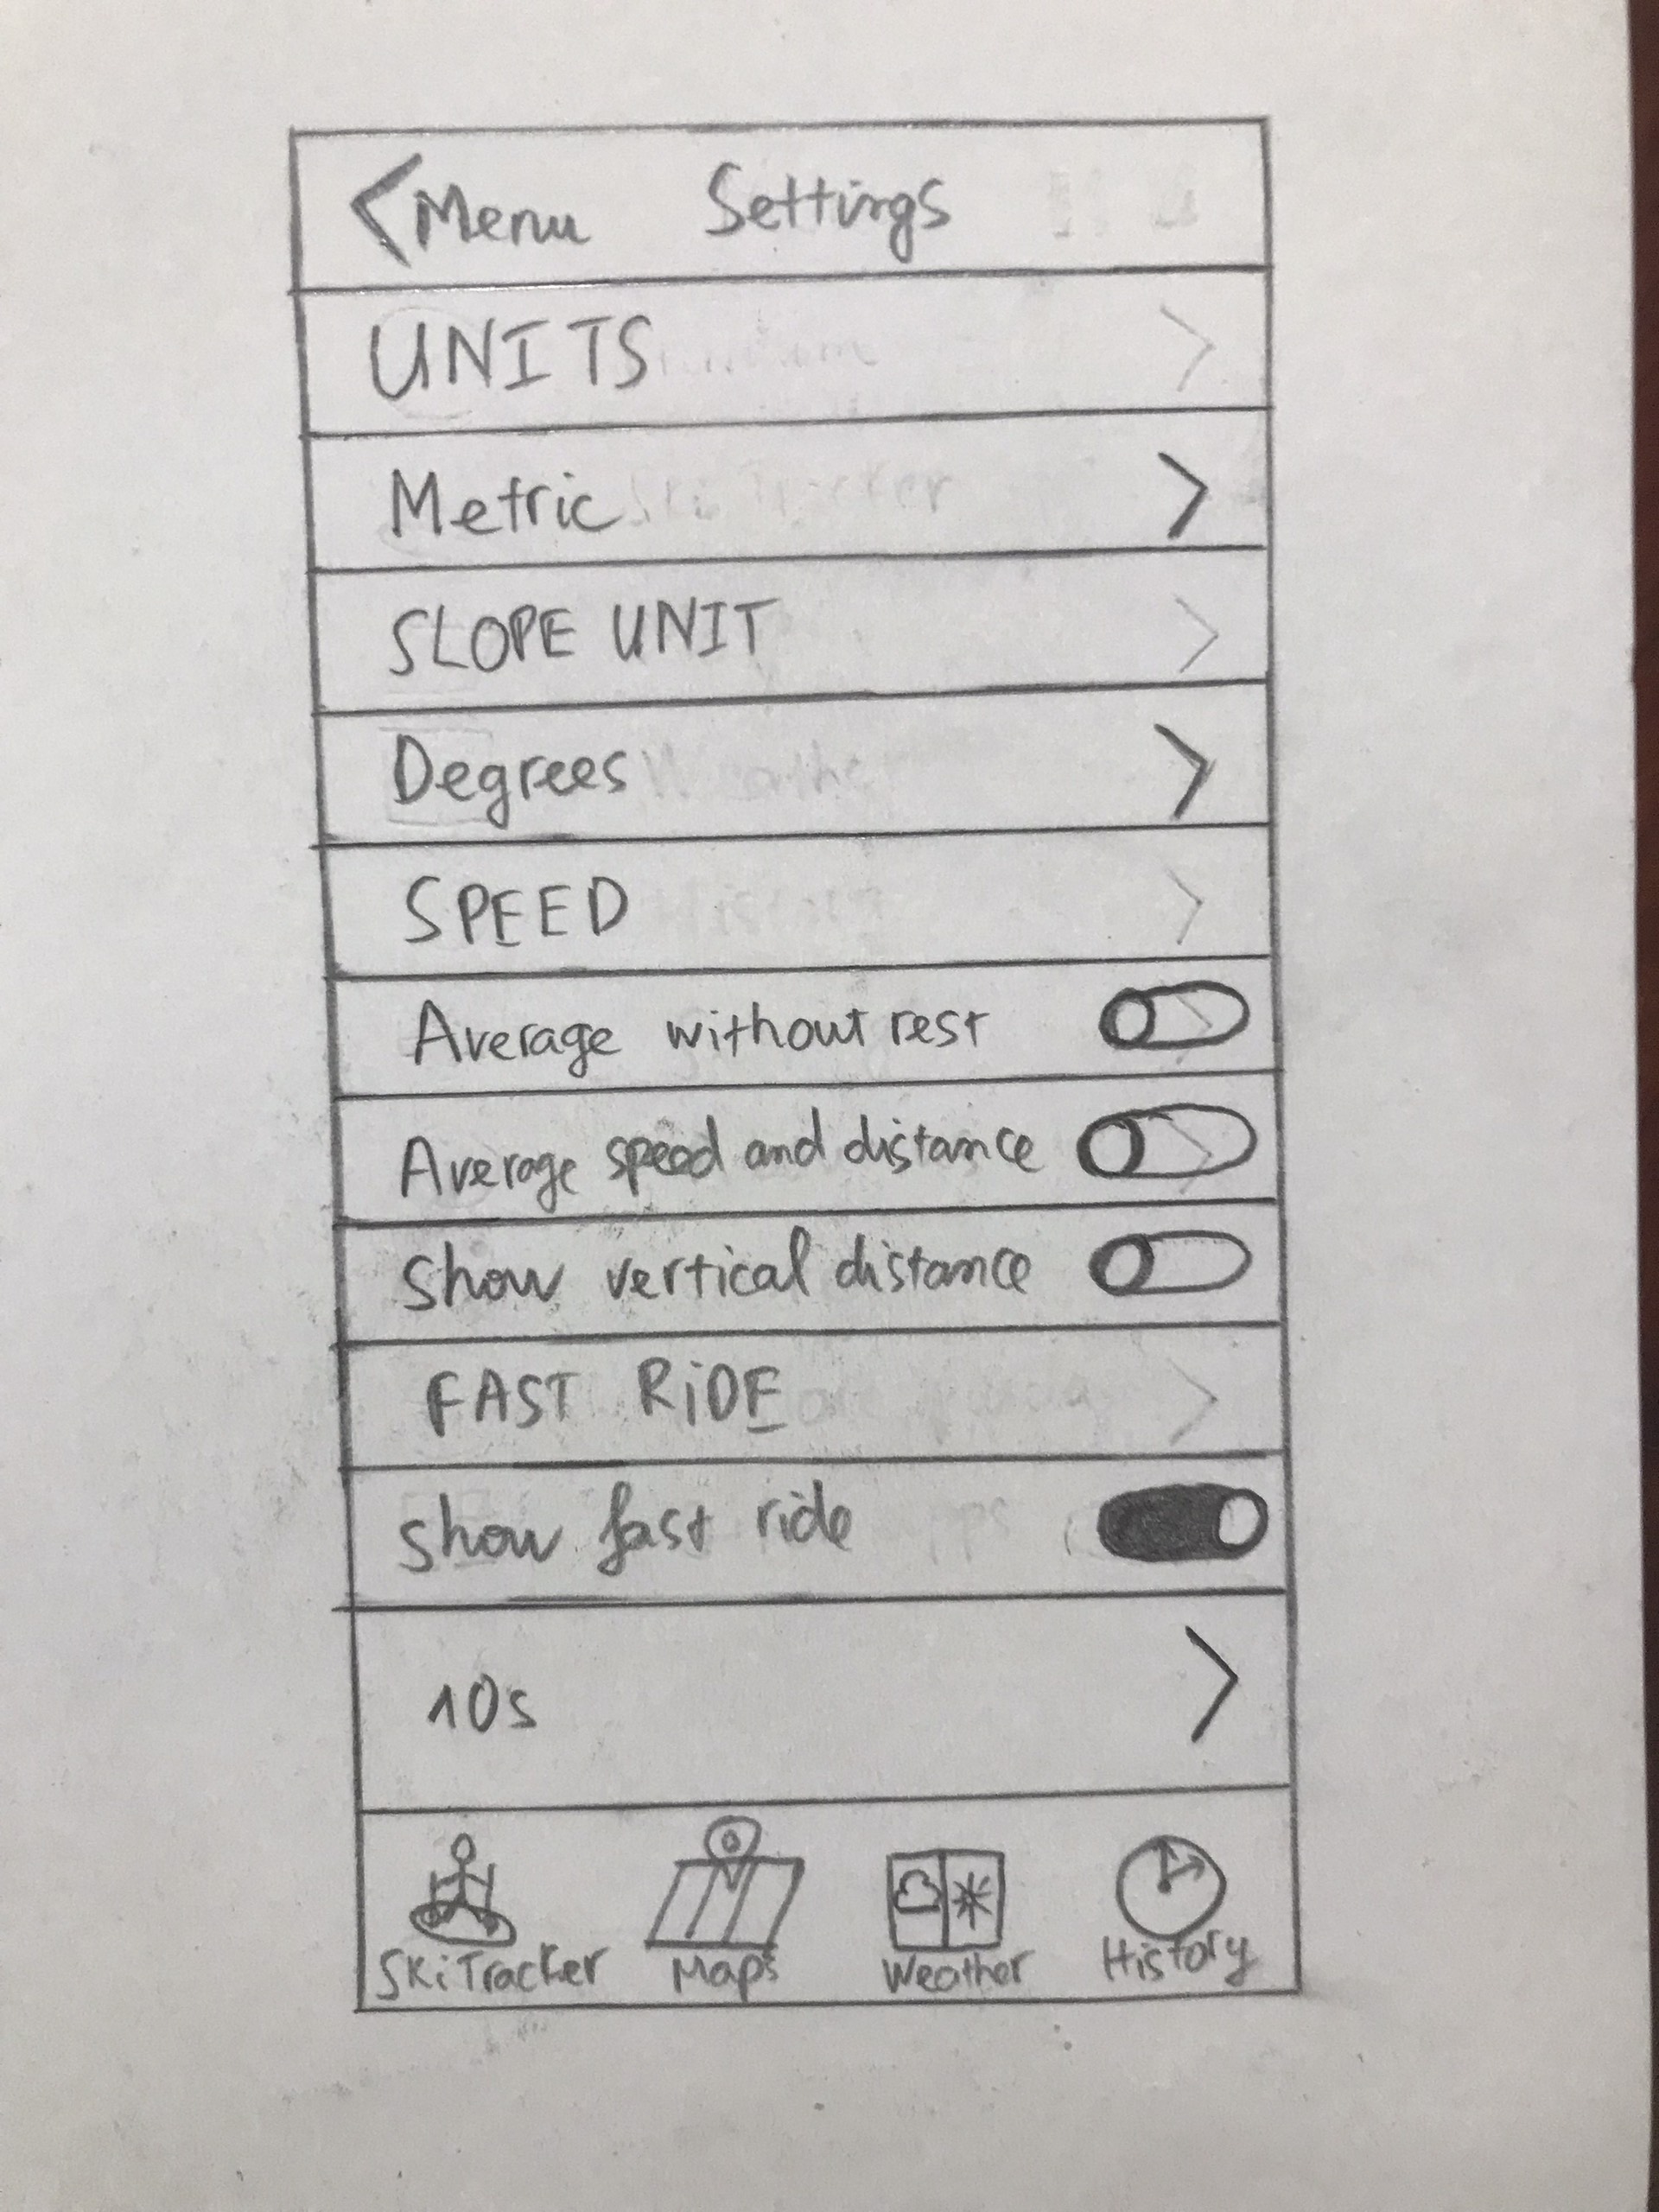 < Menu Settings
UNITS
Metric
SLOPE UNIT
Degrees
SPEED
Average without rest
Average speed and distance
Show vertical distance
FAST RiDE
show fast ride
10s
SkiTracker Maps Weather History